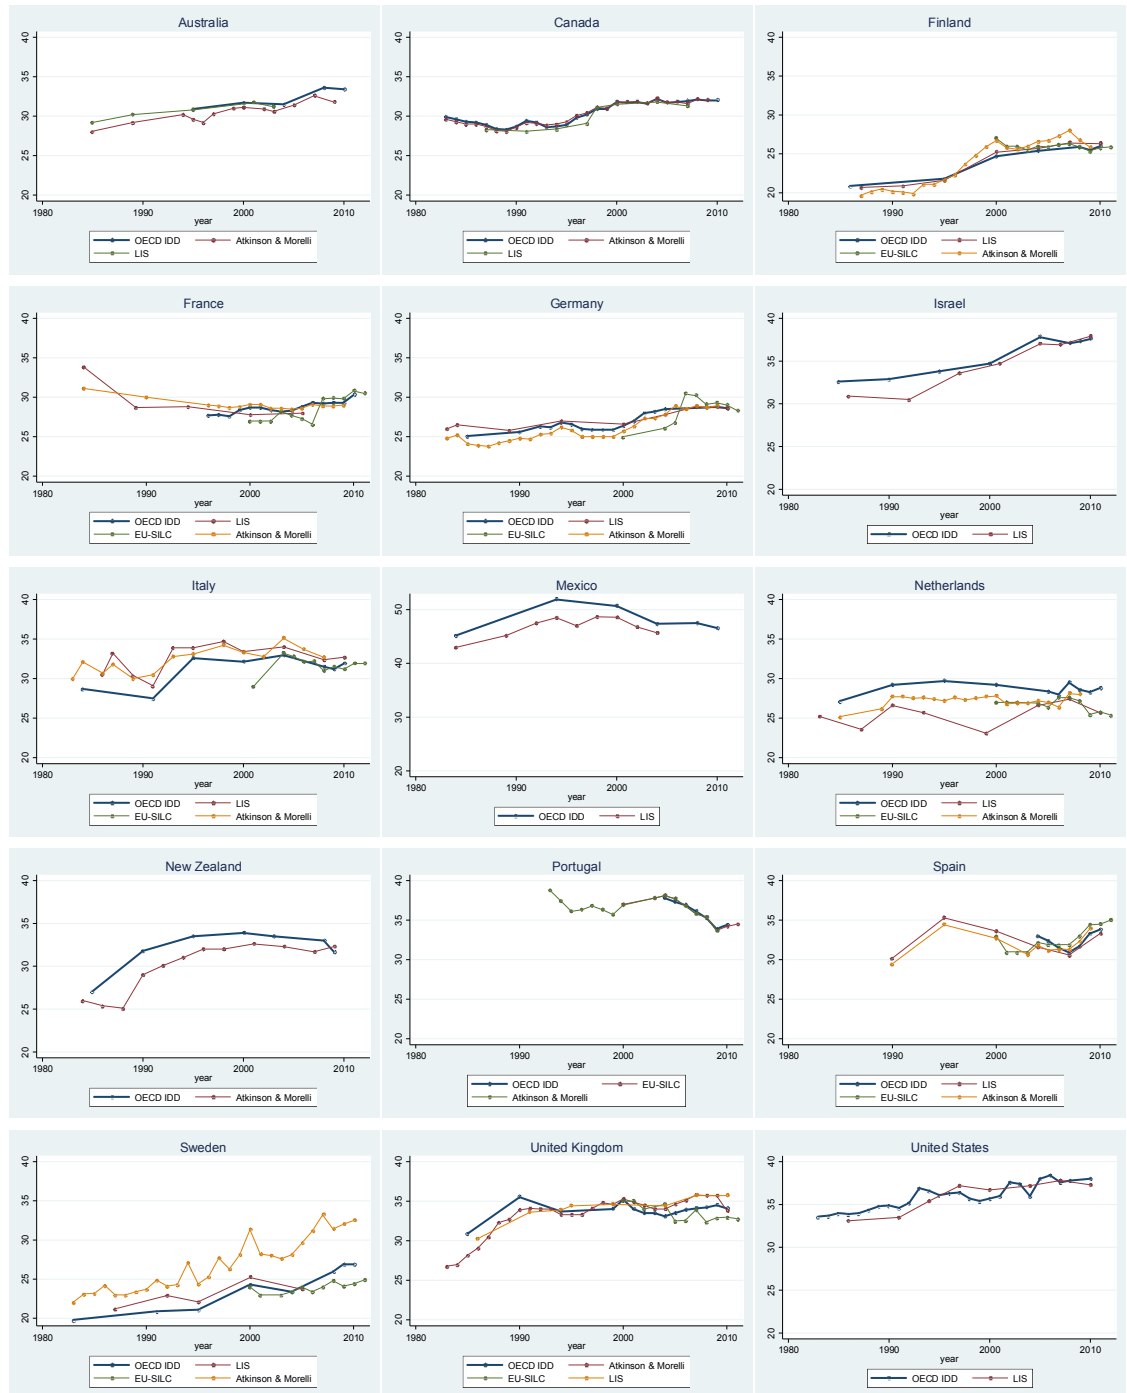 Australia
40
35
30
25
20
1980 1990 2000 2010
year
OECD IDD Atkinson & Morelli
LIS
Canada
40
35
30
25
20
1980 1990 2000 2010
year
OECD IDD Atkinson & Morelli
LIS
Finland
40
35
30
25
20
1980 1990 2000 2010
year
OECD IDD LIS
EU-SILC Atkinson & Morelli
France
40
35
30
25
20
1980 1990 2000 2010
year
OECD IDD LIS
EU-SILC Atkinson & Morelli
Germany
40
35
30
25
20
1980 1990 2000 2010
year
OECD IDD LIS
EU-SILC Atkinson & Morelli
Israel
40
35
30
25
20
1980 1990 2000 2010
year
OECD IDD LIS
Italy
40
35
30
25
20
1980 1990 2000 2010
year
OECD IDD LIS
EU-SILC Atkinson & Morelli
Mexico
50
40
30
20
1980 1990 2000 2010
year
OECD IDD LIS
Netherlands
40
35
30
25
20
1980 1990 2000 2010
year
OECD IDD LIS
EU-SILC Atkinson & Morelli
New Zealand
40
35
30
25
20
1980 1990 2000 2010
year
OECD IDD Atkinson & Morelli
Portugal
40
35
30
25
20
1980 1990 2000 2010
year
OECD IDD EU-SILC
Atkinson & Morelli
Spain
40
35
30
25
20
1980 1990 2000 2010
year
OECD IDD LIS
EU-SILC Atkinson & Morelli
Sweden
40
35
30
25
20
1980 1990 2000 2010
year
OECD IDD LIS
EU-SILC Atkinson & Morelli
United Kingdom
40
35
30
25
20
1980 1990 2000 2010
year
OECD IDD Atkinson & Morelli
EU-SILC LIS
United States
40
35
30
25
20
1980 1990 2000 2010
year
OECD IDD LIS